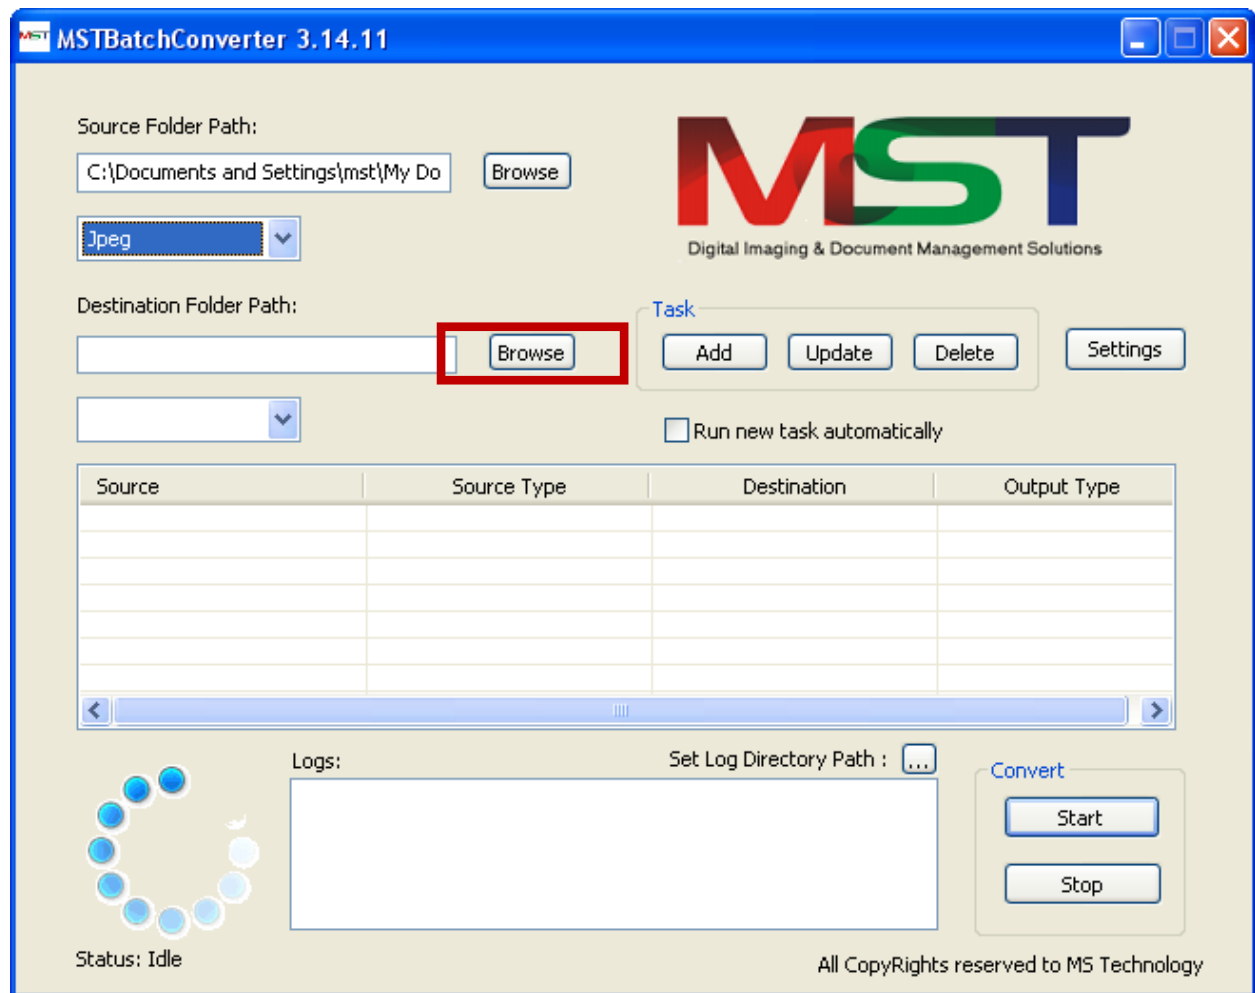 MST MSTBatchConverter 3.14.11
Source Folder Path:
C:\Documents and Settings\mst\My Do
Browse
Jpeg
MST
Digital Imaging & Document Management Solutions
Destination Folder Path:
Browse
Task
Add Update Delete
Settings
Run new task automatically
Source Source Type Destination Output Type
Logs:
Set Log Directory Path : ...
Convert
Start
Stop
Status: Idle
All CopyRights reserved to MS Technology